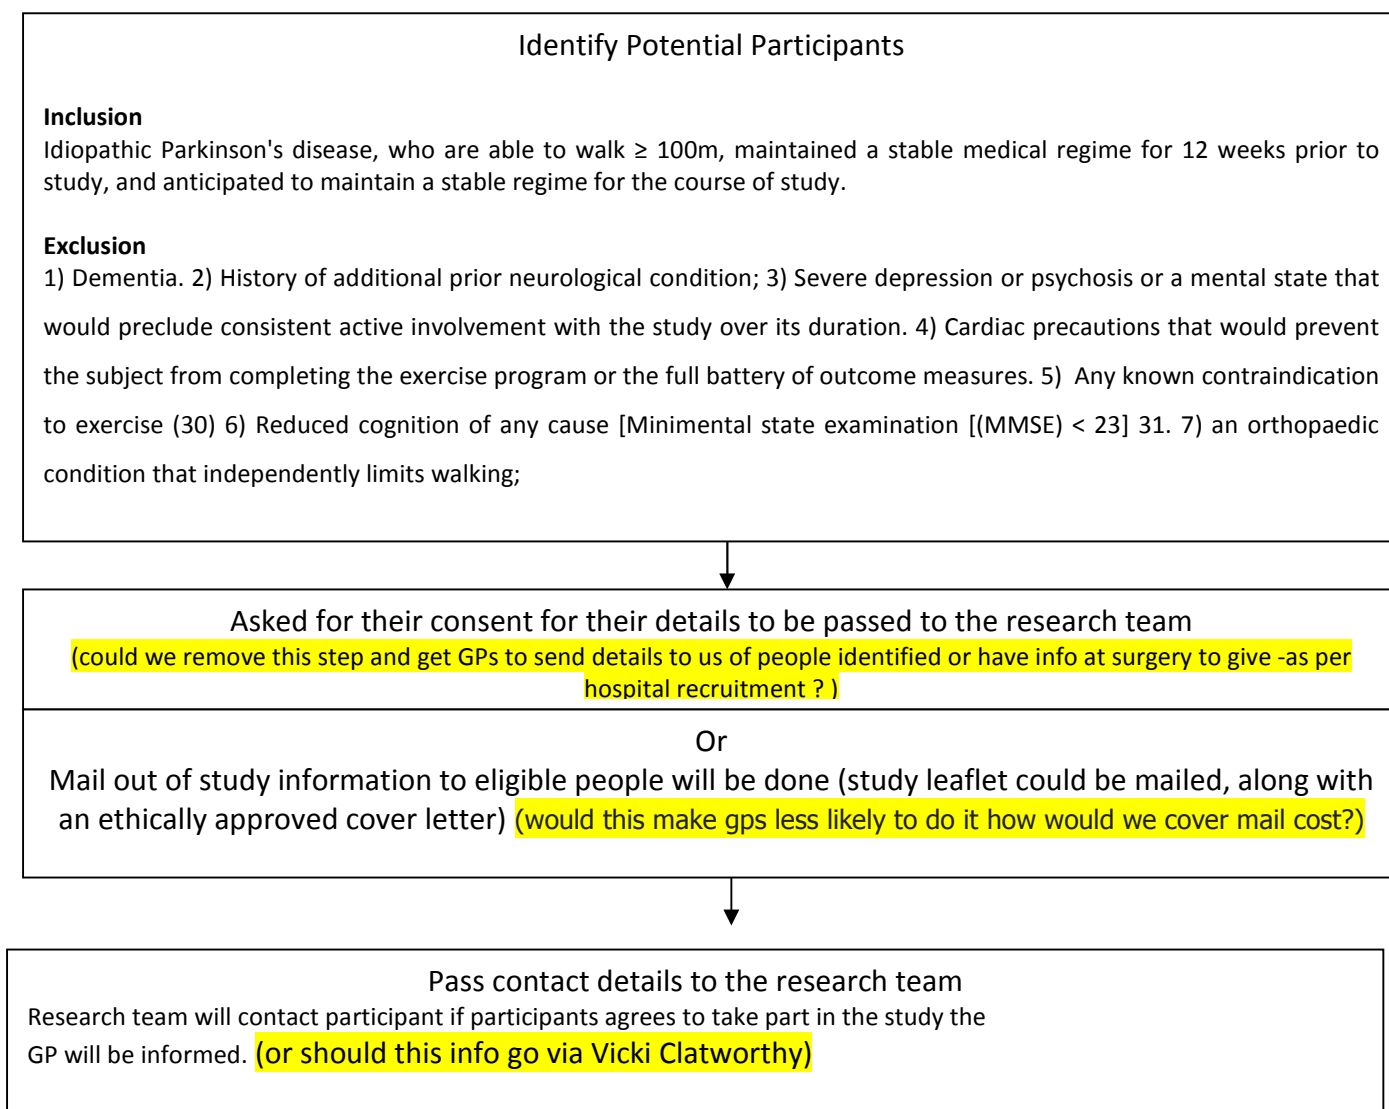 Identify Potential Participants
Inclusion
Idiopathic Parkinson's disease, who are able to walk ≥ 100m, maintained a stable medical regime for 12 weeks prior to
study, and anticipated to maintain a stable regime for the course of study.
Exclusion
1) Dementia. 2) History of additional prior neurological condition; 3) Severe depression or psychosis or a mental state that
would preclude consistent active involvement with the study over its duration. 4) Cardiac precautions that would prevent
the subject from completing the exercise program or the full battery of outcome measures. 5) Any known contraindication
to exercise (30) 6) Reduced cognition of any cause [Minimental state examination [(MMSE) < 23] 31. 7) an orthopaedic
condition that independently limits walking;
Asked for their consent for their details to be passed to the research team
(could we remove this step and get GPs to send details to us of people identified or have info at surgery to give -as per
hospital recruitment ? )
Or
Mail out of study information to eligible people will be done (study leaflet could be mailed, along with
an ethically approved cover letter) (would this make gps less likely to do it how would we cover mail cost?)
Pass contact details to the research team
Research team will contact participant if participants agrees to take part in the study the
GP will be informed. (or should this info go via Vicki Clatworthy)